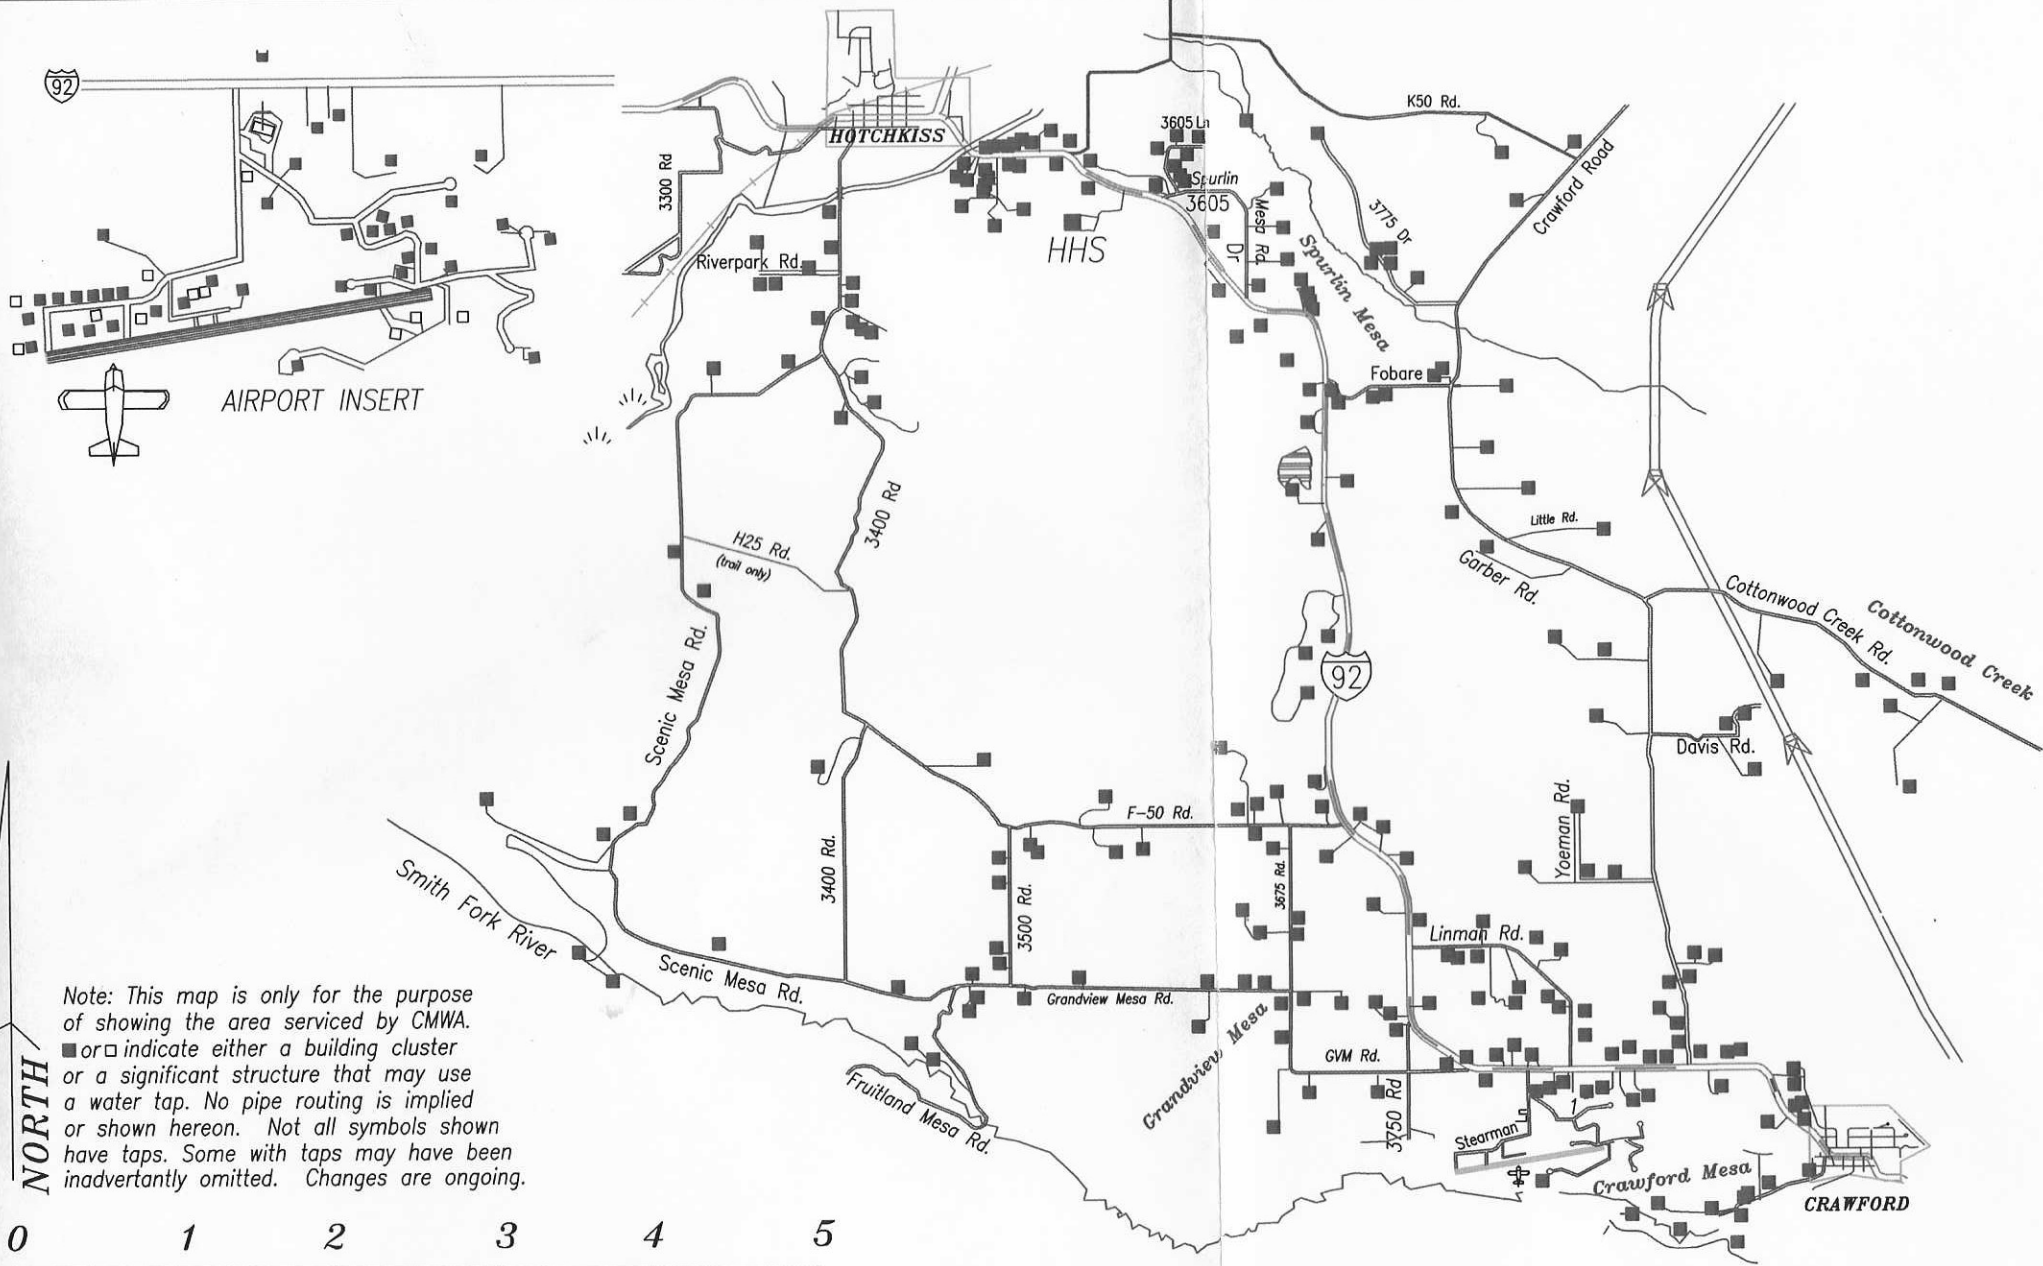 92
AIRPORT INSERT
HOTCHKISS
3300 Rd
Riverpark Rd.
HHS
3605 Ln
Spurlin
3605
Mesa Rd.
Dr
Spurlin Mesa
K50 Rd.
Crawford Road
3775 Dr
Fobare
3400 Rd
H25 Rd.
(trail only)
Little Rd.
Garber Rd.
Cottonwood Creek Rd.
Cottonwood Creek
Scenic Mesa Rd.
92
Davis Rd.
Yoeman Rd.
F-50 Rd.
3400 Rd.
3500 Rd.
3675 Rd.
Smith Fork River
Linman Rd.
Scenic Mesa Rd.
Grandview Mesa Rd.
Grandview Mesa
GVM Rd.
3750 Rd
Fruitland Mesa Rd.
Stearman
1
Crawford Mesa
CRAWFORD
Note: This map is only for the purpose
of showing the area serviced by CMWA.
■ or □ indicate either a building cluster
or a significant structure that may use
a water tap. No pipe routing is implied
or shown hereon. Not all symbols shown
have taps. Some with taps may have been
inadvertantly omitted. Changes are ongoing.
NORTH
0 1 2 3 4 5